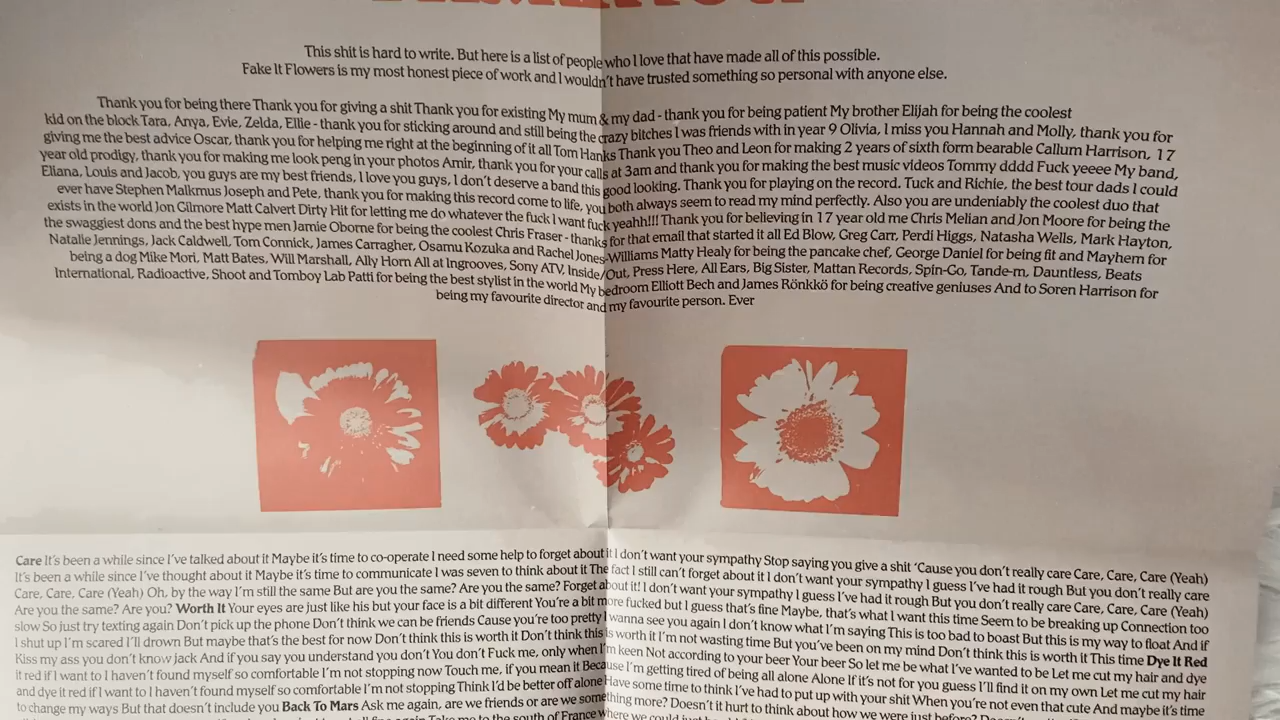 This shit is hard to write. But here is a list of people who I love that have made all of this possible.
Fake It Flowers is my most honest piece of work and I wouldn't have trusted something so personal with anyone else.
Thank you for being there Thank you for giving a shit Thank you for existing My mum & my dad - thank you for being patient My brother Elijah for being the coolest
kid on the block Tara, Anya, Evie, Zelda, Ellie - thank you for sticking around and still being the crazy bitches I was friends with in year 9 Olivia, I miss you Hannah and Molly, thank you for
giving me the best advice Oscar, thank you for helping me right at the beginning of it all Tom Hanks Thank you Theo and Leon for making 2 years of sixth form bearable Callum Harrison, 17
year old prodigy, thank you for making me look peng in your photos Amir, thank you for your calls at 3am and thank you for making the best music videos Tommy dddd Fuck yeeee My band,
Eliana, Louis and Jacob, you guys are my best friends, I love you guys, I don't deserve a band this good looking. Thank you for playing on the record. Tuck and Richie, the best tour dads I could
ever have Stephen Malkmus Joseph and Pete, thank you for making this record come to life, you both always seem to read my mind perfectly. Also you are undeniably the coolest duo that
exists in the world Jon Gilmore Matt Calvert Dirty Hit for letting me do whatever the fuck I want fuck yeahh!!! Thank you for believing in 17 year old me Chris Melian and Jon Moore for being the
the swaggiest dons and the best hype men Jamie Oborne for being the coolest Chris Fraser - thanks for that email that started it all Ed Blow, Greg Carr, Perdi Higgs, Natasha Wells, Mark Hayton,
Natalie Jennings, Jack Caldwell, Tom Connick, James Carragher, Osamu Kozuka and Rachel Jones-Williams Matty Healy for being the pancake chef, George Daniel for being fit and Mayhem for
being a dog Mike Mori, Matt Bates, Will Marshall, Ally Horn All at Ingrooves, Sony ATV, Inside/Out, Press Here, All Ears, Big Sister, Mattan Records, Spin-Go, Tande-m, Dauntless, Beats
International, Radioactive, Shoot and Tomboy Lab Patti for being the best stylist in the world My bedroom Elliott Bech and James Rönkkö for being creative geniuses And to Soren Harrison for
being my favourite director and my favourite person. Ever
Care It's been a while since I've talked about it Maybe it's time to co-operate I need some help to forget about it I don't want your sympathy Stop saying you give a shit 'Cause you don't really care Care, Care, Care (Yeah)
It's been a while since I've thought about it Maybe it's time to communicate I was seven to think about it The fact I still can't forget about it I don't want your sympathy I guess I've had it rough But you don't really care
Care, Care, Care (Yeah) Oh, by the way I'm still the same But are you the same? Are you the same? Forget about it! I don't want your sympathy I guess I've had it rough But you don't really care Care, Care, Care (Yeah)
Are you the same? Are you? Worth It Your eyes are just like his but your face is a bit different You're a bit more fucked but I guess that's fine Maybe, that's what I want this time Seem to be breaking up Connection too
slow So just try texting again Don't pick up the phone Don't think we can be friends Cause you're too pretty I wanna see you again I don't know what I'm saying This is too bad to boast But this is my way to float And if
I shut up I'm scared I'll drown But maybe that's the best for now Don't think this is worth it Don't think this is worth it I'm not wasting time But you've been on my mind Don't think this is worth it This time Dye It Red
Kiss my ass you don't know jack And if you say you understand you don't You don't Fuck me, only when I'm keen Not according to your beer Your beer So let me be what I've wanted to be Let me cut my hair and dye
it red if I want to I haven't found myself so comfortable I'm not stopping now Touch me, if you mean it Because I'm getting tired of being all alone Alone If it's not for you guess I'll find it on my own Let me cut my hair
and dye it red if I want to I haven't found myself so comfortable I'm not stopping Think I'd be better off alone Have some time to think I've had to put up with your shit When you're not even that cute And maybe it's time
to change my ways But that doesn't include you Back To Mars Ask me again, are we friends or are we something more? Doesn't it hurt to think about how we were just before?
Take me to the south of France where we could just